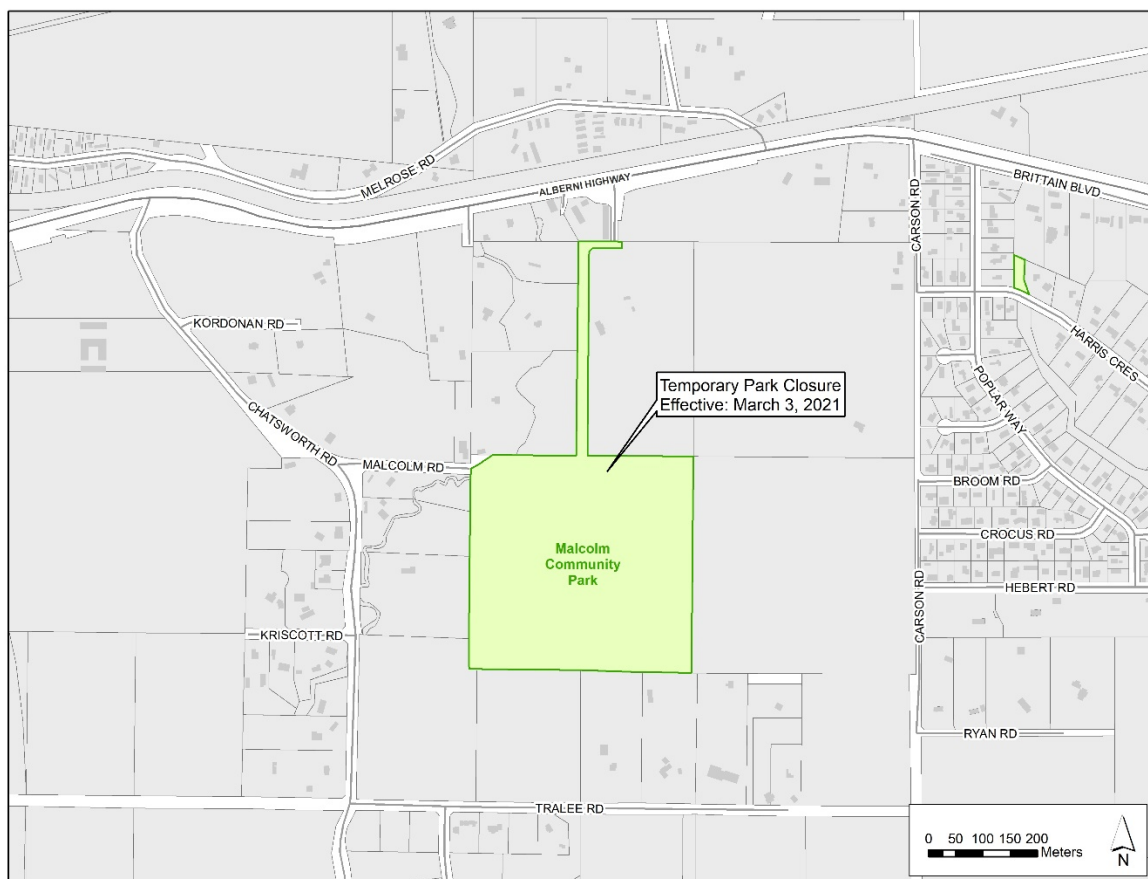 MELROSE RD
ALBERNI HIGHWAY
BRITTAIN BLVD
CARSON RD
KORDONAN RD
HARRIS CRES
Temporary Park Closure
Effective: March 3, 2021
POPLAR WAY
CHATSWORTH RD
MALCOLM RD
BROOM RD
CROCUS RD
Malcolm
Community
Park
HEBERT RD
CARSON RD
KRISCOTT RD
RYAN RD
TRALEE RD
0 50 100 150 200
Meters
N